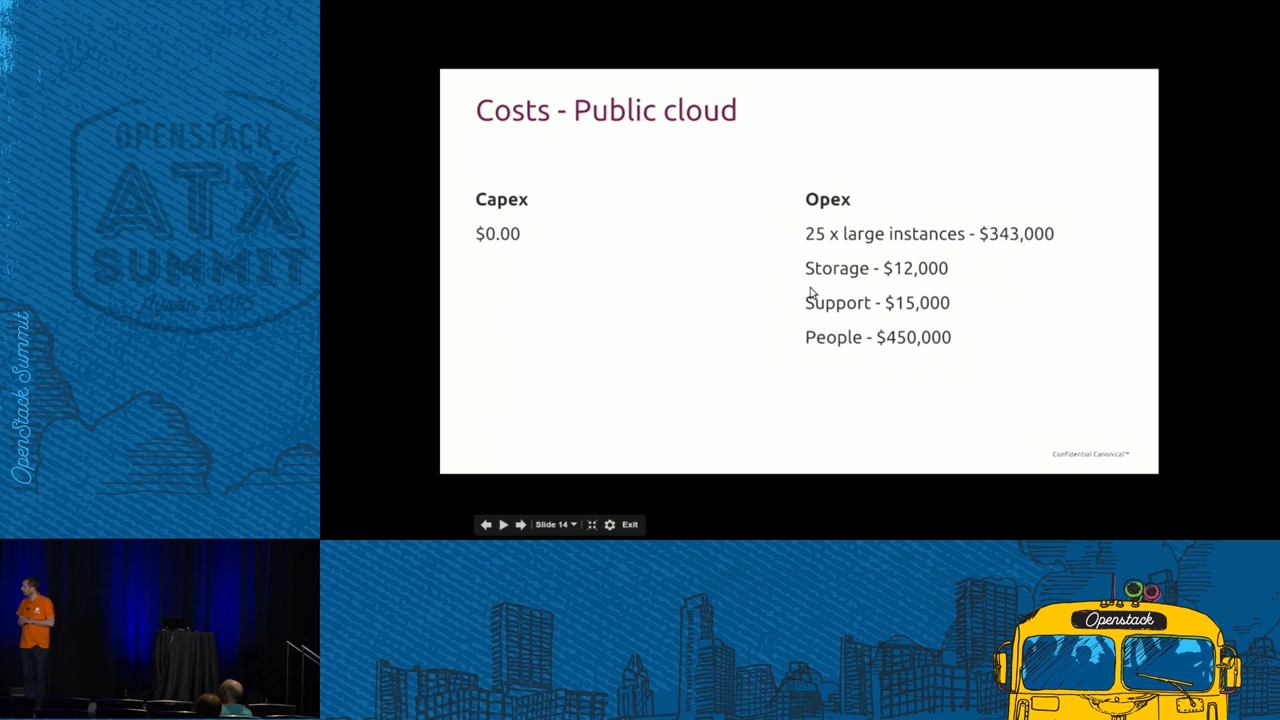 OPENSTACK
ATX
SUMMIT
Austin 2016
OpenStack Summit
Costs - Public cloud
Capex
$0.00
Opex
25 x large instances - $343,000
Storage - $12,000
Support - $15,000
People - $450,000
Confidential Canonical™
Slide 14
Exit
Openstack